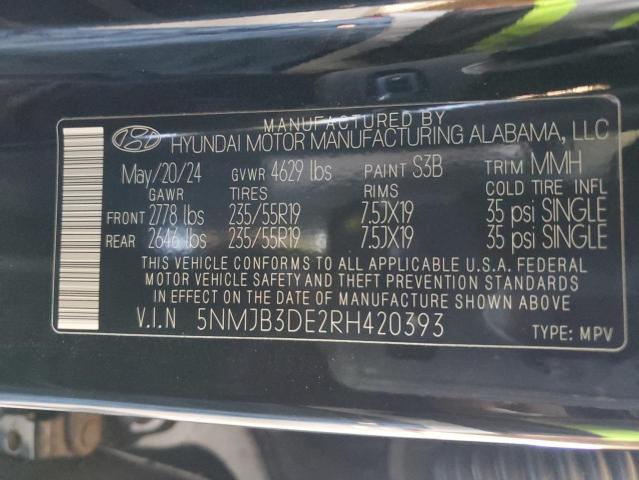 MANUFACTURED BY
HYUNDAI MOTOR MANUFACTURING ALABAMA, LLC
May/20/24 GVWR 4629 lbs PAINT S3B TRIM MMH
GAWR TIRES RIMS COLD TIRE INFL
FRONT 2778 lbs 235/55R19 7.5JX19 35 psi SINGLE
REAR 2646 lbs 235/55R19 7.5JX19 35 psi SINGLE
THIS VEHICLE CONFORMS TO ALL APPLICABLE U.S.A. FEDERAL
MOTOR VEHICLE SAFETY AND THEFT PREVENTION STANDARDS
IN EFFECT ON THE DATE OF MANUFACTURE SHOWN ABOVE.
V.I.N 5NMJB3DE2RH420393 TYPE: MPV